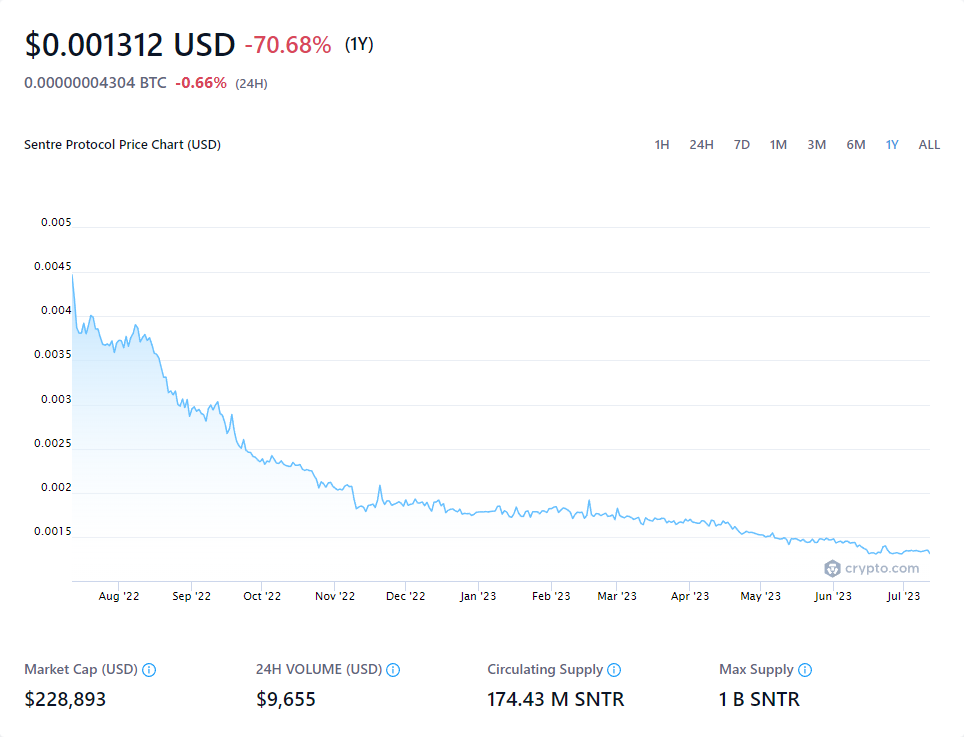 $0.001312 USD -70.68% (1Y)
0.00000004304 BTC -0.66% (24H)
Sentre Protocol Price Chart (USD) 1H 24H 7D 1M 3M 6M 1Y ALL
0.005
0.0045
0.004
0.0035
0.003
0.0025
0.002
0.0015
crypto.com
Aug '22 Sep '22 Oct '22 Nov '22 Dec '22 Jan '23 Feb '23 Mar '23 Apr '23 May '23 Jun '23 Jul '23
Market Cap (USD) 24H VOLUME (USD) Circulating Supply Max Supply
$228,893 $9,655 174.43 M SNTR 1 B SNTR